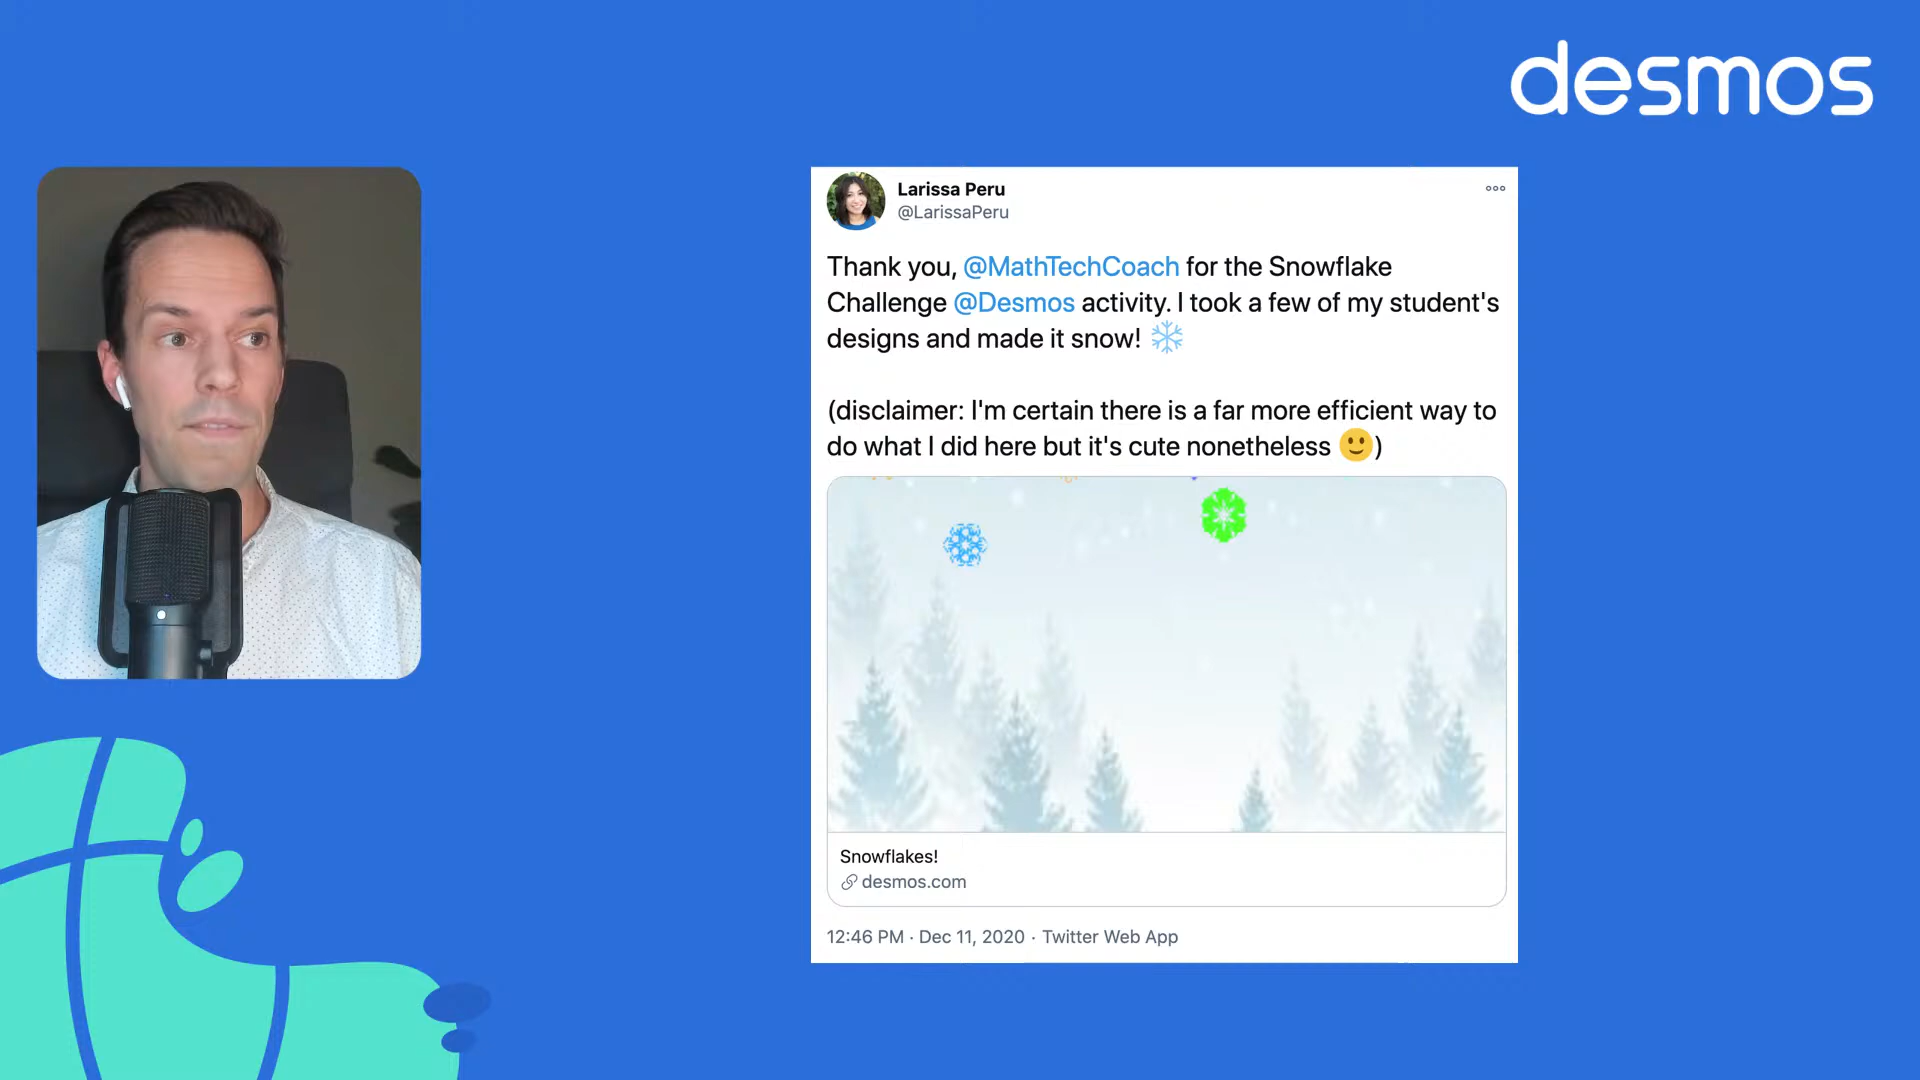 desmos
Larissa Peru
@LarissaPeru
Thank you, @MathTechCoach for the Snowflake
Challenge @Desmos activity. I took a few of my student's
designs and made it snow! ❄️
(disclaimer: I'm certain there is a far more efficient way to
do what I did here but it's cute nonetheless 🙂)
Snowflakes!
desmos.com
12:46 PM · Dec 11, 2020 · Twitter Web App